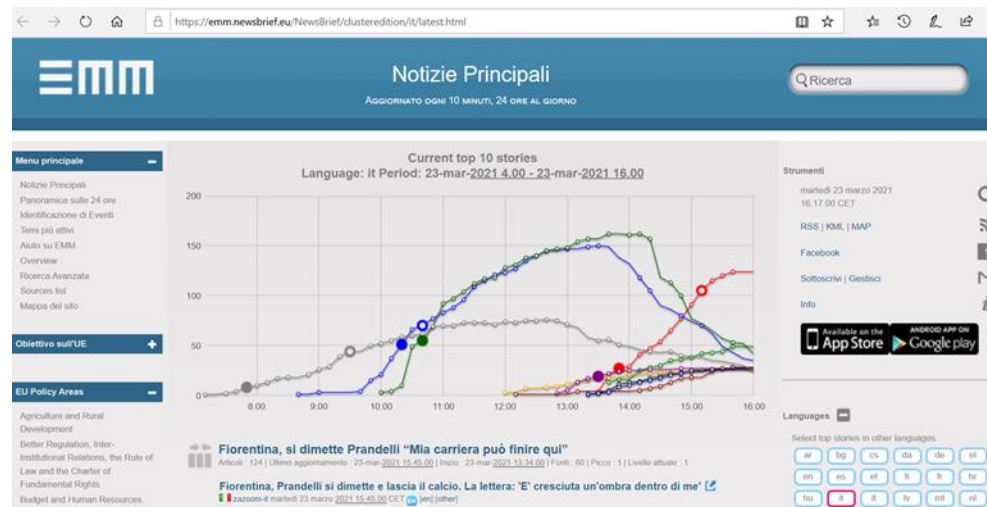 https://emm.newsbrief.eu/NewsBrief/clusteredition/it/latest.html
EMM
Notizie Principali
Aggiornato ogni 10 minuti, 24 ore al giorno
Ricerca
Menu principale
Notizie Principali
Panoramica sulle 24 ore
Identificazione di Eventi
Temi più attivi
Aiuto su EMM
Overview
Ricerca Avanzata
Sources list
Mappa del sito
Obiettivo sull'UE
EU Policy Areas
Agriculture and Rural
Development
Better Regulation, Inter-
Institutional Relations, the Rule of
Law and the Charter of
Fundamental Rights
Budget and Human Resources
Current top 10 stories
Language: it Period: 23-mar-2021 4.00 - 23-mar-2021 16.00
200
150
100
50
0
8:00 9:00 10:00 11:00 12:00 13:00 14:00 15:00 16:00
Fiorentina, si dimette Prandelli “Mia carriera può finire qui”
Articoli : 124 | Ultimo aggiornamento : 23-mar-2021 15.45.00 | Inizio : 23-mar-2021 13.34.00 | Fonti : 60 | Picco : 1 | Livello attuale : 1
Fiorentina, Prandelli si dimette e lascia il calcio. La lettera: 'E' cresciuta un'ombra dentro di me'
zazoom-it martedì 23 marzo 2021 15.45.00 CET [en] [other]
Strumenti
martedì 23 marzo 2021
16.17.00 CET
RSS | KML | MAP
Facebook
Sottoscrivi | Gestisci
Info
Available on the
App Store
ANDROID APP ON
Google play
Languages
Select top stories in other languages.
ar bg cs da de el
en es et fi fr hr
hu it lt lv mt nl